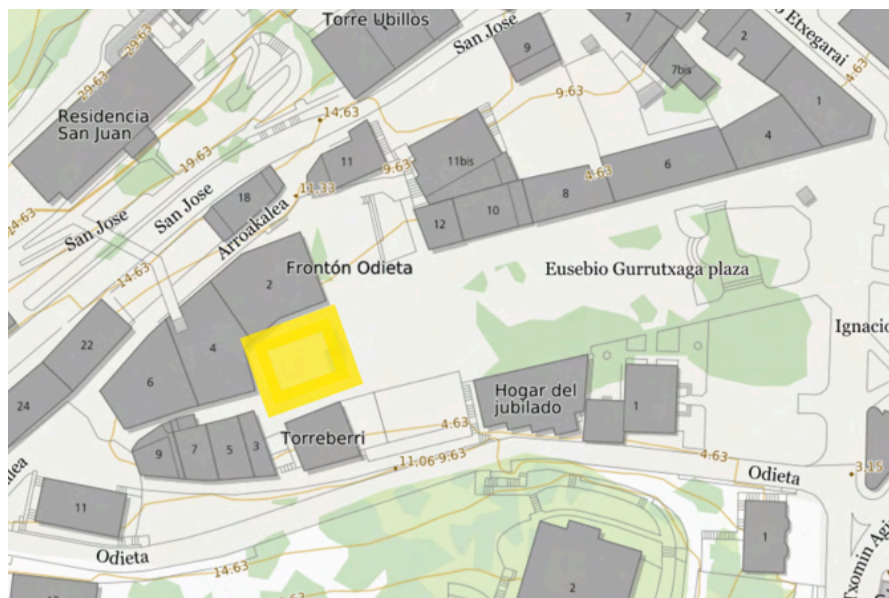 Torre Ubillos
San Jose
29.63
29.63
9
7
2
o Etxegarai
7bis
4.63
1
Residencia
San Juan
14.63
9.63
4
19.63
11
9.63
11bis
6
4.63
8
14.63
San Jose
18
11.33
San Jose
Arroakalea
12
10
14.63
2
Frontón Odieta
Eusebio Gurrutxaga plaza
Ignacio
22
4
6
24
Hogar del
jubilado
1
9
7
5
3
Torreberri
4.63
11.06
9.63
4.63
Odieta
3.15
alea
11
Odieta
14.63
1
2
Txomin Agi